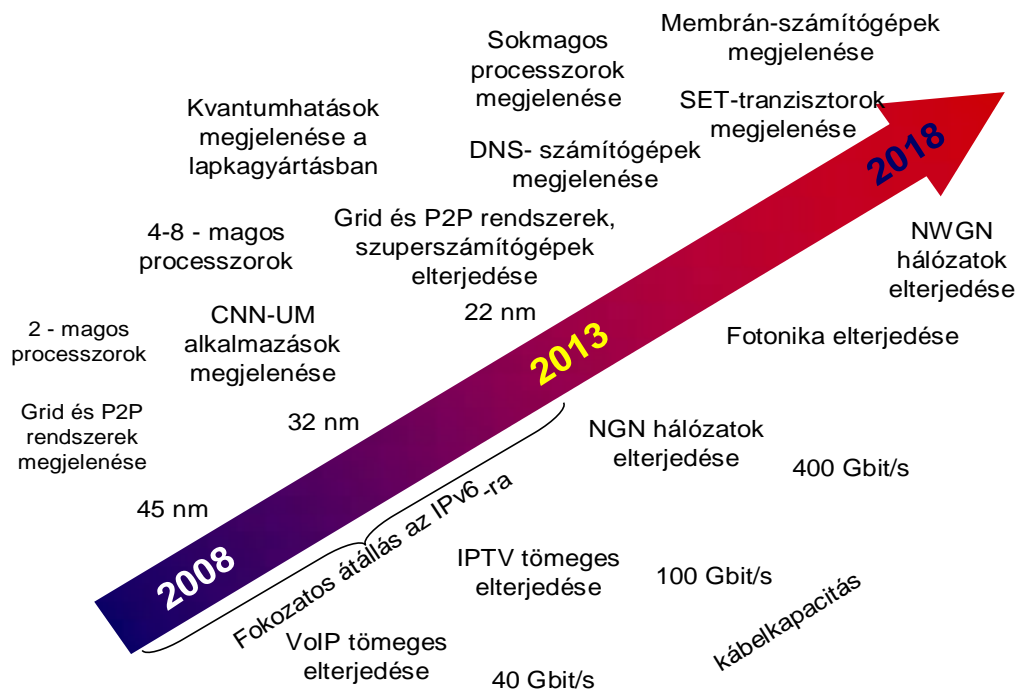 Membrán-számítógépek
megjelenése
Sokmagos
processzorok
megjelenése
SET-tranzisztorok
megjelenése
Kvantumhatások
megjelenése a
lapkagyártásban
DNS- számítógépek
megjelenése
2018
4-8 - magos
processzorok
Grid és P2P rendszerek,
szuperszámítógépek
elterjedése
NWGN
hálózatok
elterjedése
22 nm
CNN-UM
alkalmazások
megjelenése
2 - magos
processzorok
2013
Fotonika elterjedése
Grid és P2P
rendszerek
megjelenése
32 nm
NGN hálózatok
elterjedése
400 Gbit/s
45 nm
2008
Fokozatos átállás az IPv6-ra
IPTV tömeges
elterjedése
100 Gbit/s
kábelkapacitás
VoIP tömeges
elterjedése
40 Gbit/s